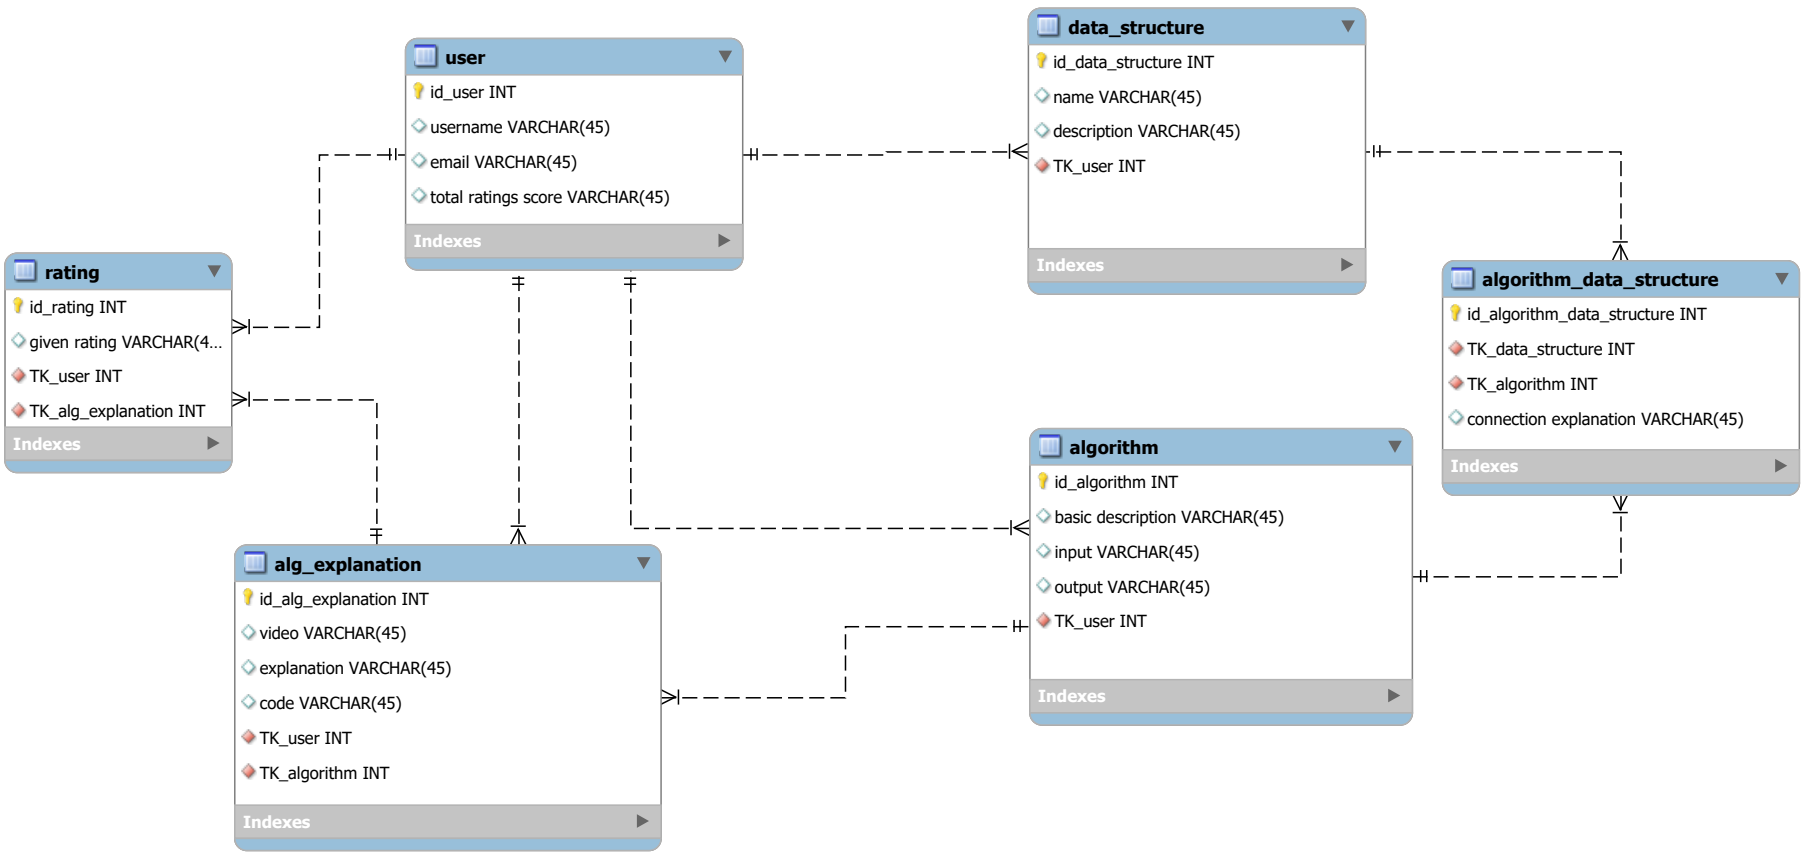 user
id_user INT
username VARCHAR(45)
email VARCHAR(45)
total ratings score VARCHAR(45)
Indexes
data_structure
id_data_structure INT
name VARCHAR(45)
description VARCHAR(45)
TK_user INT
Indexes
rating
id_rating INT
given rating VARCHAR(4...
TK_user INT
TK_alg_explanation INT
Indexes
algorithm_data_structure
id_algorithm_data_structure INT
TK_data_structure INT
TK_algorithm INT
connection explanation VARCHAR(45)
Indexes
algorithm
id_algorithm INT
basic description VARCHAR(45)
input VARCHAR(45)
output VARCHAR(45)
TK_user INT
Indexes
alg_explanation
id_alg_explanation INT
video VARCHAR(45)
explanation VARCHAR(45)
code VARCHAR(45)
TK_user INT
TK_algorithm INT
Indexes